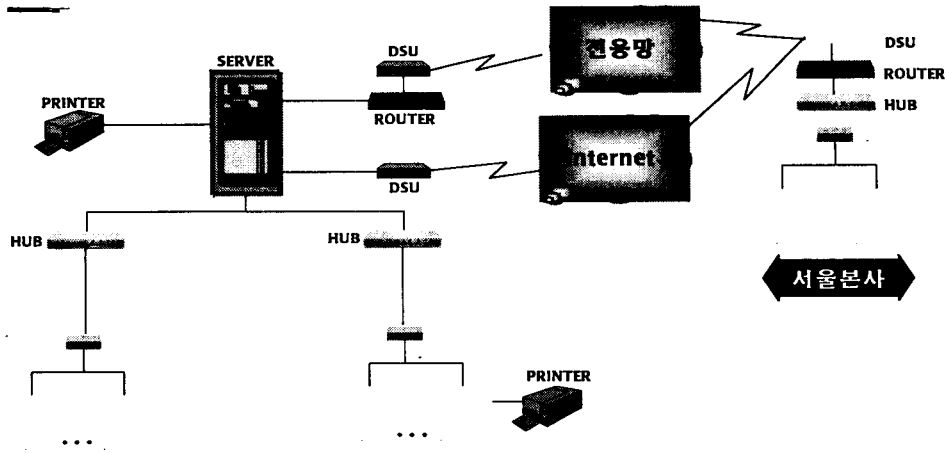 SERVER
DSU
전용망
DSU
ROUTER
HUB
PRINTER
ROUTER
Internet
DSU
HUB
HUB
서울본사
PRINTER
...
...